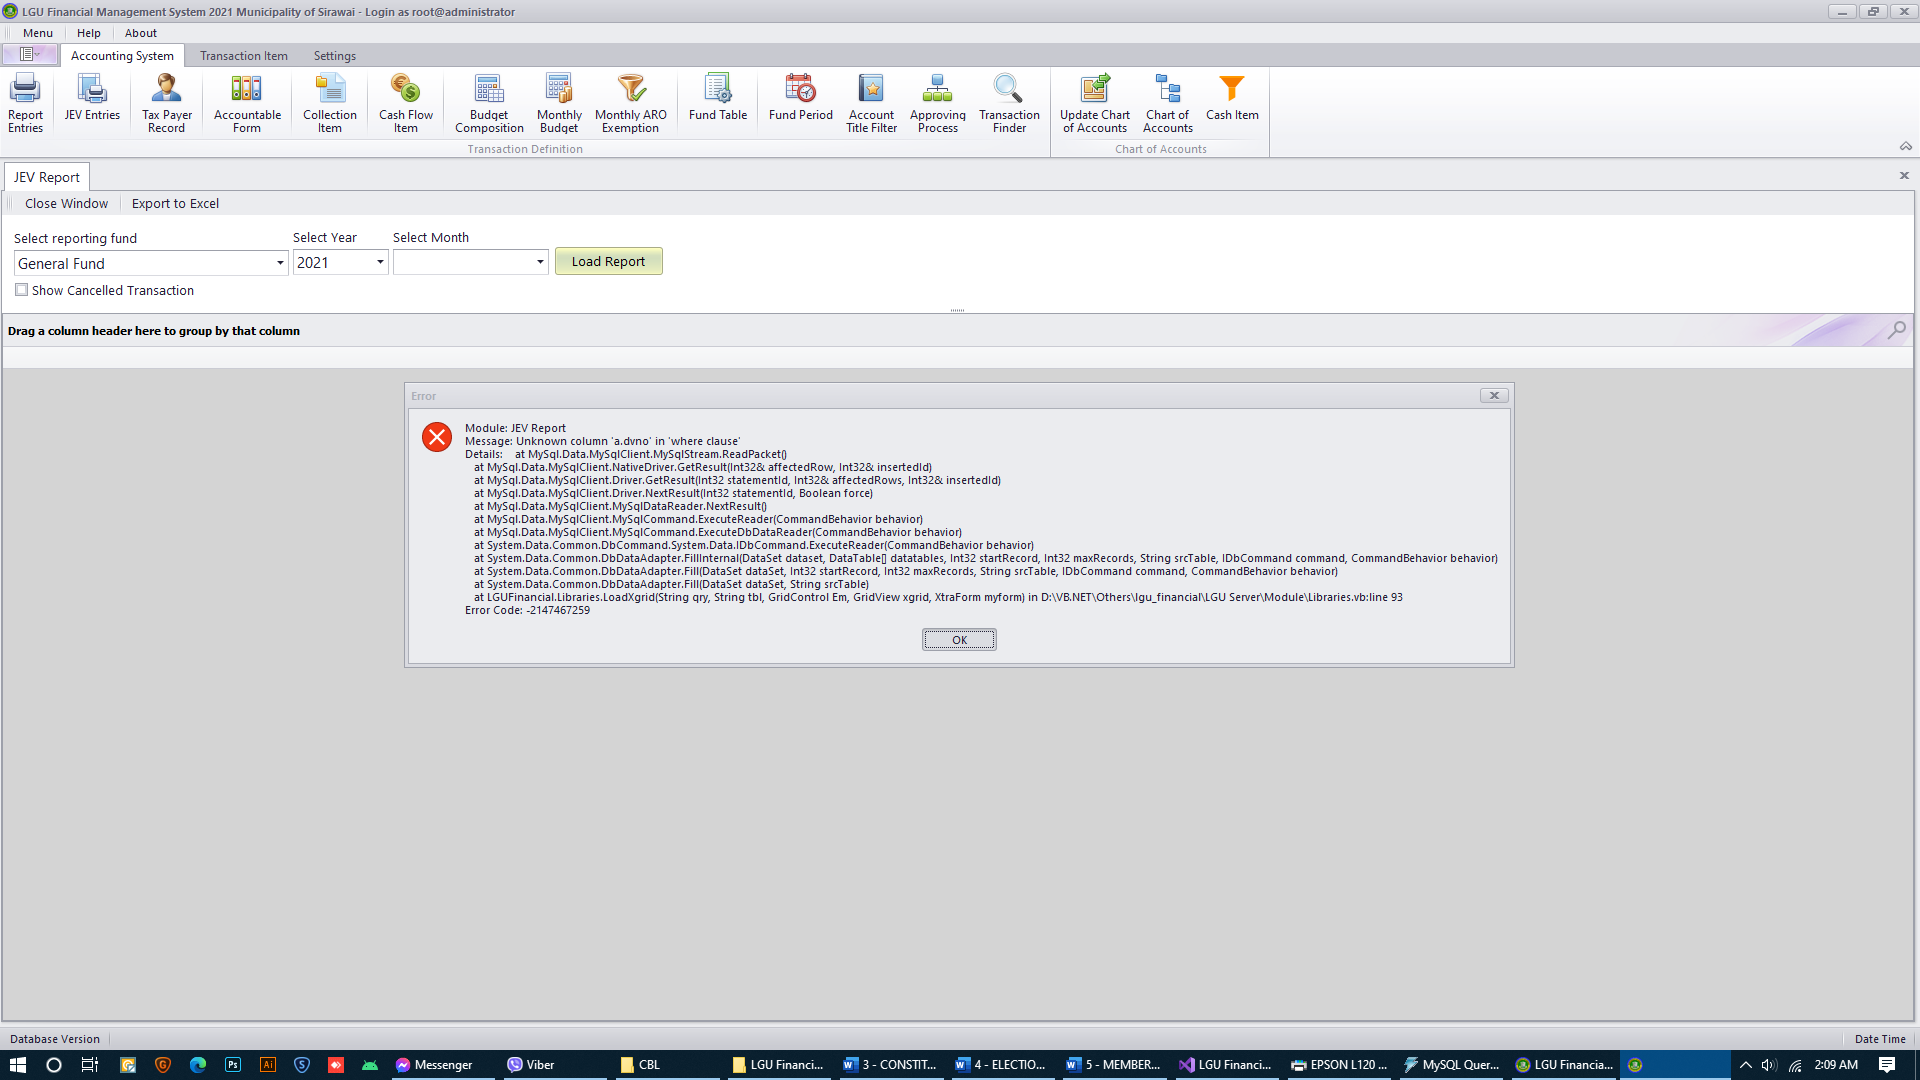 LGU Financial Management System 2021 Municipality of Sirawai - Login as root@administrator
Menu Help About
Accounting System Transaction Item Settings
Report Entries
JEV Entries
Tax Payer Record
Accountable Form
Collection Item
Cash Flow Item
Budget Composition
Monthly Budget
Monthly ARO Exemption
Fund Table
Fund Period
Account Title Filter
Approving Process
Transaction Finder
Update Chart of Accounts
Chart of Accounts
Cash Item
Transaction Definition
Chart of Accounts
JEV Report
Close Window Export to Excel
Select reporting fund Select Year Select Month
General Fund 2021 Load Report
Show Cancelled Transaction
Drag a column header here to group by that column
Error
Module: JEV Report
Message: Unknown column 'a.dvno' in 'where clause'
Details: at MySql.Data.MySqlClient.MySqlStream.ReadPacket()
at MySql.Data.MySqlClient.NativeDriver.GetResult(Int32& affectedRow, Int32& insertedId)
at MySql.Data.MySqlClient.Driver.GetResult(Int32 statementId, Int32& affectedRows, Int32& insertedId)
at MySql.Data.MySqlClient.Driver.NextResult(Int32 statementId, Boolean force)
at MySql.Data.MySqlClient.MySqlDataReader.NextResult()
at MySql.Data.MySqlClient.MySqlCommand.ExecuteReader(CommandBehavior behavior)
at MySql.Data.MySqlClient.MySqlCommand.ExecuteDbDataReader(CommandBehavior behavior)
at System.Data.Common.DbCommand.System.Data.IDbCommand.ExecuteReader(CommandBehavior behavior)
at System.Data.Common.DbDataAdapter.FillInternal(DataSet dataset, DataTable[] datatables, Int32 startRecord, Int32 maxRecords, String srcTable, IDbCommand command, CommandBehavior behavior)
at System.Data.Common.DbDataAdapter.Fill(DataSet dataSet, Int32 startRecord, Int32 maxRecords, String srcTable, IDbCommand command, CommandBehavior behavior)
at System.Data.Common.DbDataAdapter.Fill(DataSet dataSet, String srcTable)
at LGUFinancial.Libraries.LoadXgrid(String qry, String tbl, GridControl Em, GridView xgrid, XtraForm myform) in D:\VB.NET\Others\lgu_financial\LGU Server\Module\Libraries.vb:line 93
Error Code: -2147467259
OK
Database Version Date Time
Ps Ai S Messenger Viber CBL LGU Financi... 3 - CONSTIT... 4 - ELECTIO... 5 - MEMBER... LGU Financi... EPSON L120 ... MySQL Quer... LGU Financia... 2:09 AM